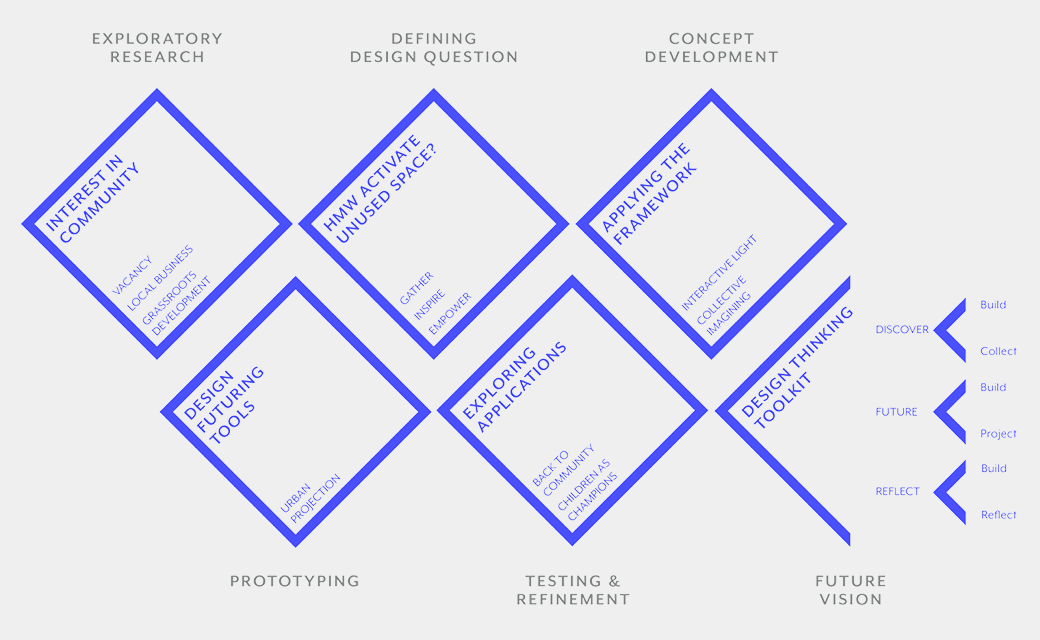 EXPLORATORY
RESEARCH
DEFINING
DESIGN QUESTION
CONCEPT
DEVELOPMENT
INTEREST IN
COMMUNITY
VACANCY
LOCAL BUSINESS
GRASSROOTS
DEVELOPMENT
HMW ACTIVATE
UNUSED SPACE?
GATHER
INSPIRE
EMPOWER
APPLYING THE
FRAMEWORK
INTERACTIVE LIGHT
COLLECTIVE
IMAGINING
DESIGN
FUTURING
TOOLS
URBAN
PROJECTION
EXPLORING
APPLICATIONS
BACK TO
COMMUNITY
CHILDREN AS
CHAMPIONS
DESIGN THINKING
TOOLKIT
DISCOVER
Build
Collect
FUTURE
Build
Project
REFLECT
Build
Reflect
PROTOTYPING
TESTING &
REFINEMENT
FUTURE
VISION